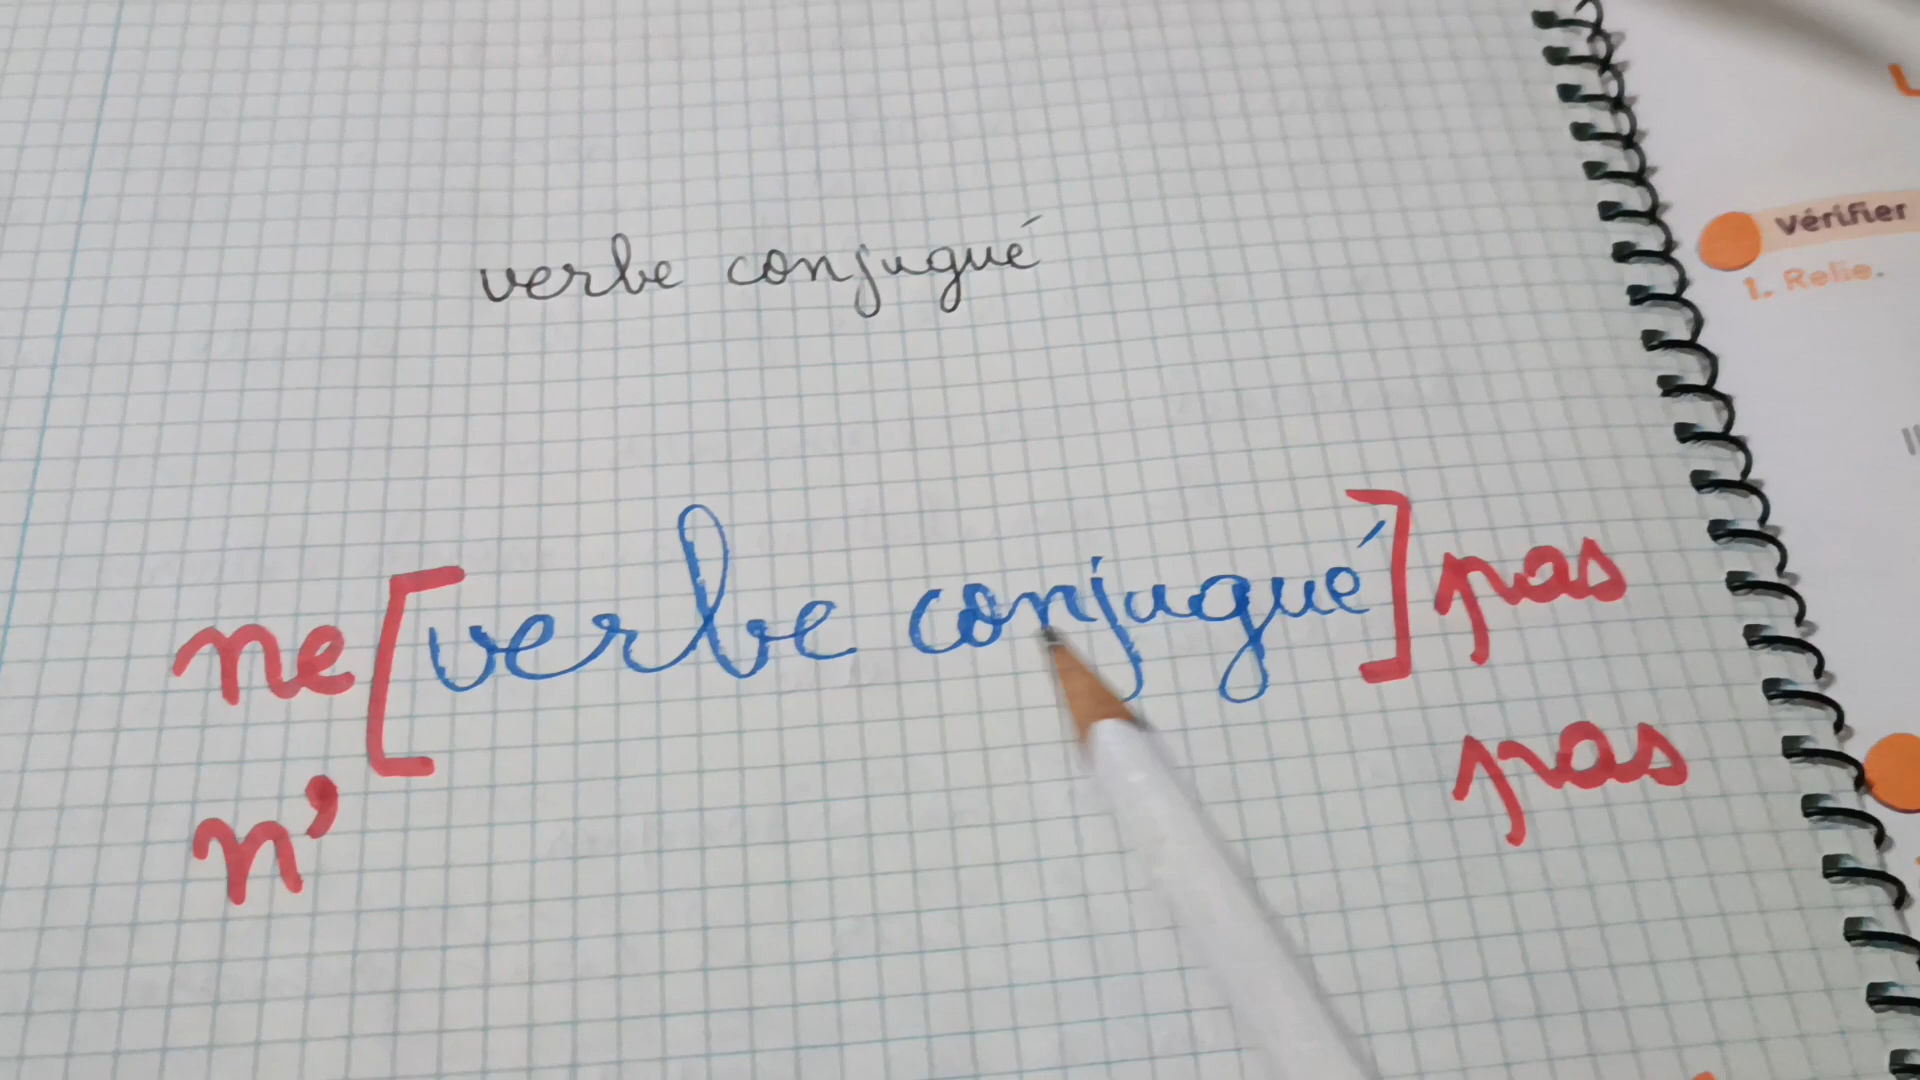 verbe conjugué
ne [verbe conjugué] pas
n' pas
vérifier
1. Relie.